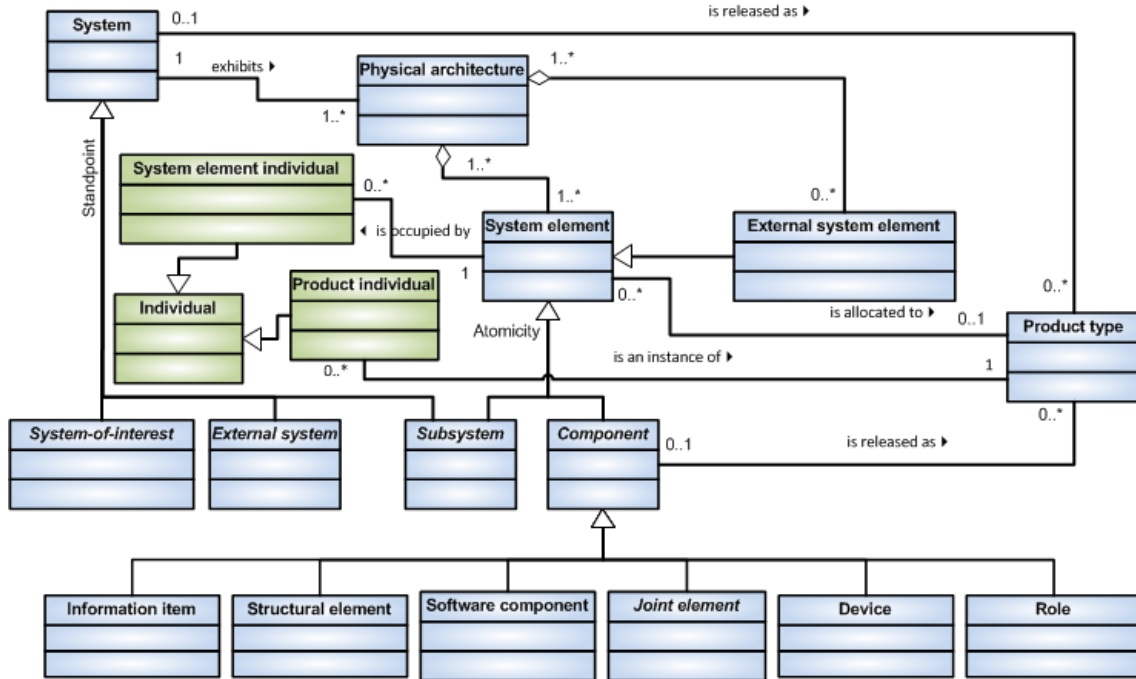 is released as ▶
System
0..1
1
exhibits ▶
1..*
Physical architecture
1..*
Standpoint
System element individual
1..*
0..*
1..*
0..*
◀ is occupied by
System element
External system element
1
0..*
Individual
Product individual
0..*
is allocated to ▶
0..1
Product type
Atomicity
is an instance of ▶
1
0..*
0..*
System-of-interest
External system
Subsystem
Component
0..1
is released as ▶
Information item
Structural element
Software component
Joint element
Device
Role